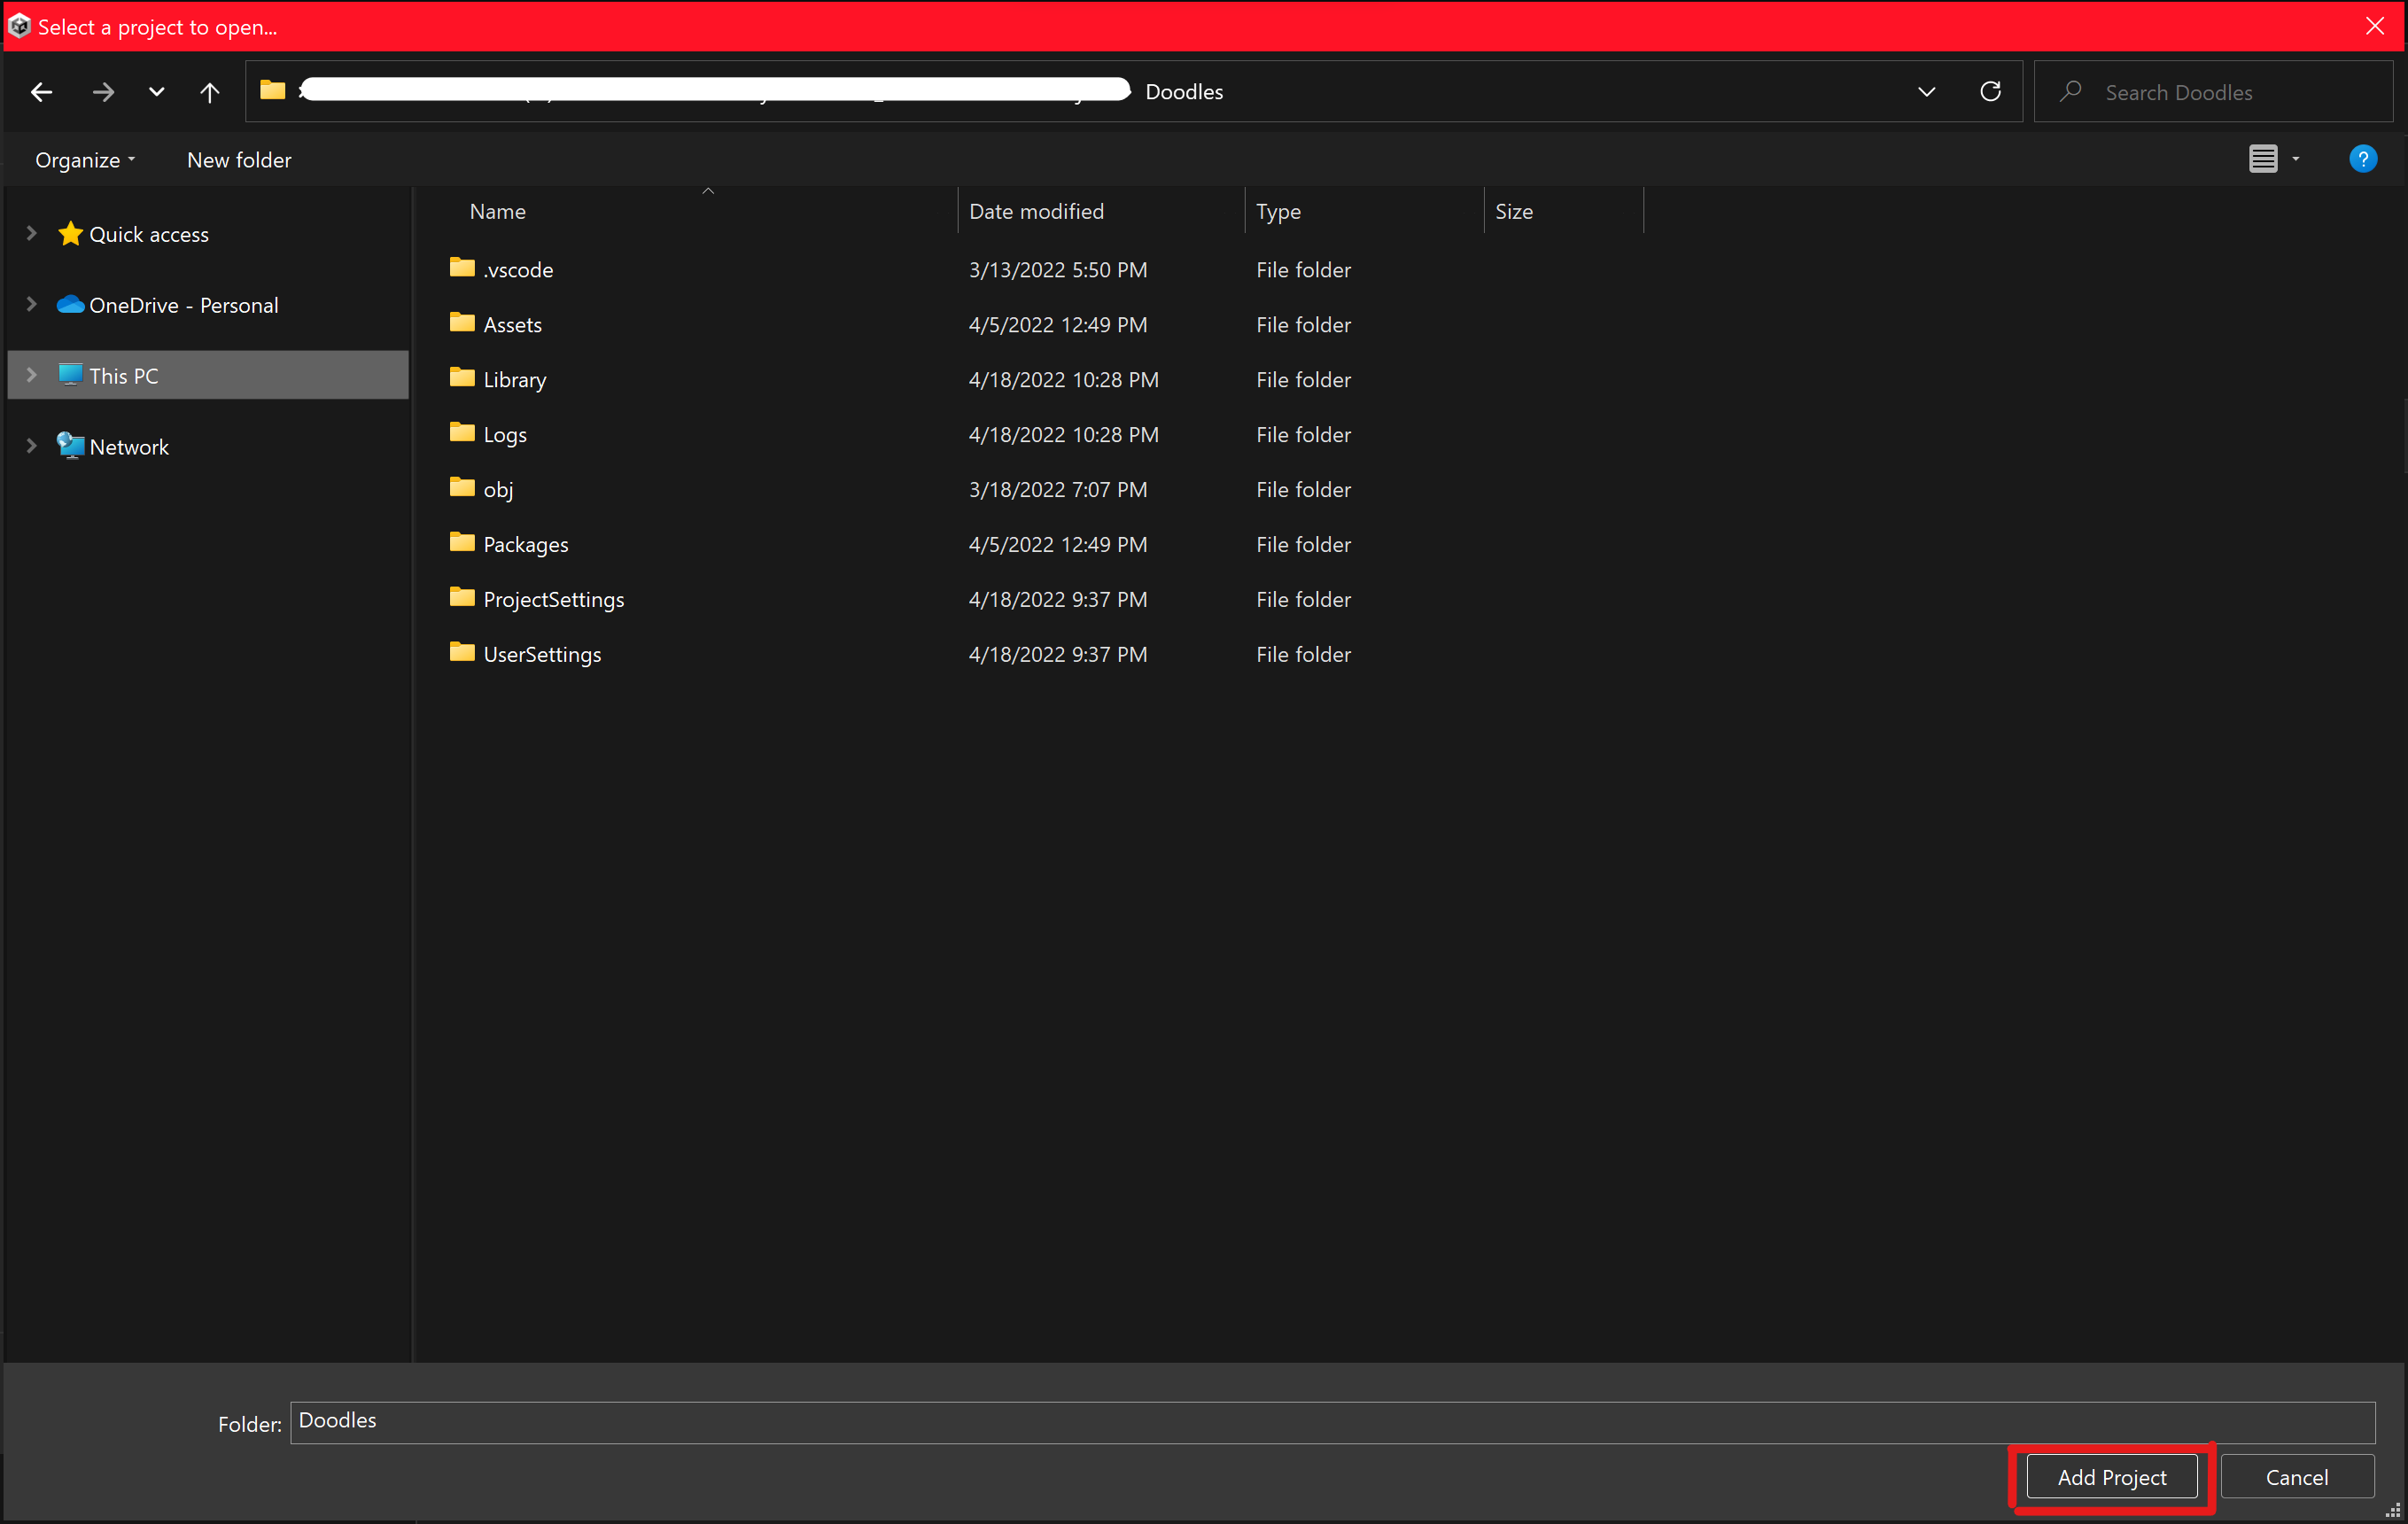 Select a project to open...
Doodles
Search Doodles
Organize
New folder
?
Name
Date modified
Type
Size
Quick access
OneDrive - Personal
This PC
Network
.vscode 3/13/2022 5:50 PM File folder
Assets 4/5/2022 12:49 PM File folder
Library 4/18/2022 10:28 PM File folder
Logs 4/18/2022 10:28 PM File folder
obj 3/18/2022 7:07 PM File folder
Packages 4/5/2022 12:49 PM File folder
ProjectSettings 4/18/2022 9:37 PM File folder
UserSettings 4/18/2022 9:37 PM File folder
Folder: Doodles
Add Project
Cancel